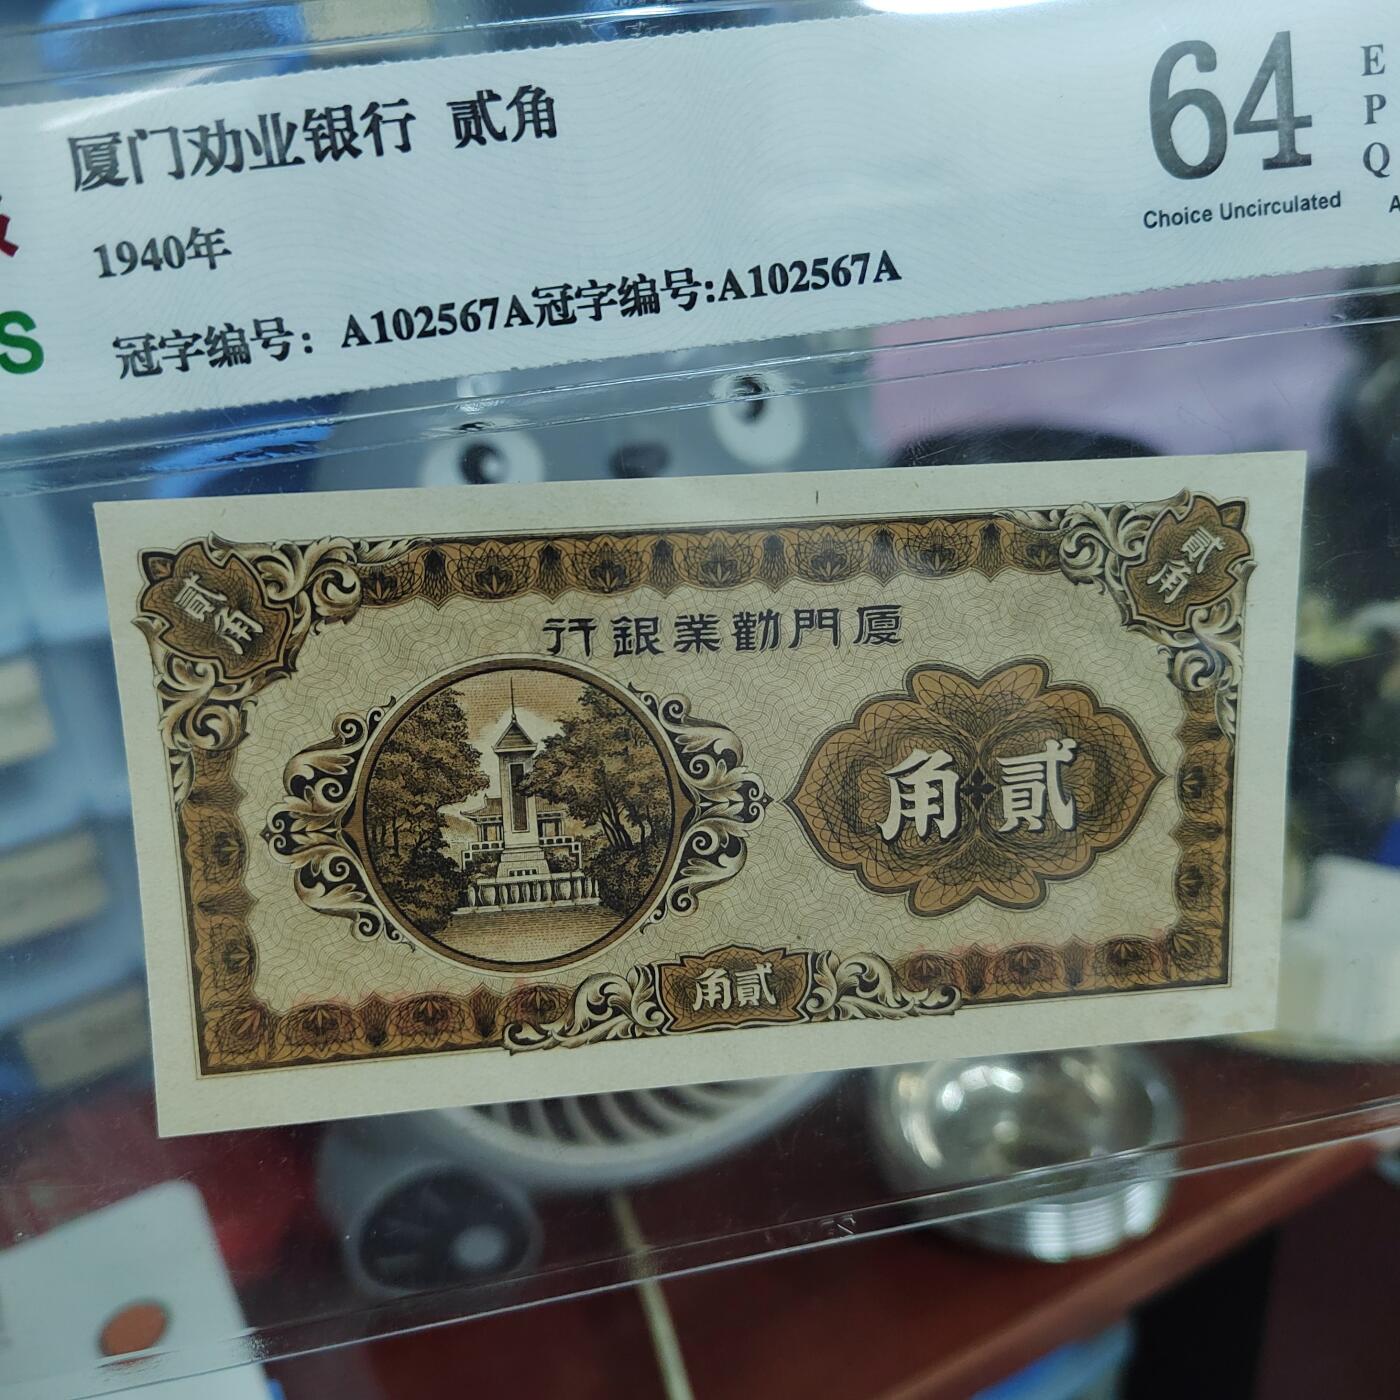 厦门劝业银行 贰角
1940年
冠字编号：A102567A冠字编号:A102567A
64
EPQ
Choice Uncirculated
S
貳角
貳角
行銀業勸門廈
角貳
角貳